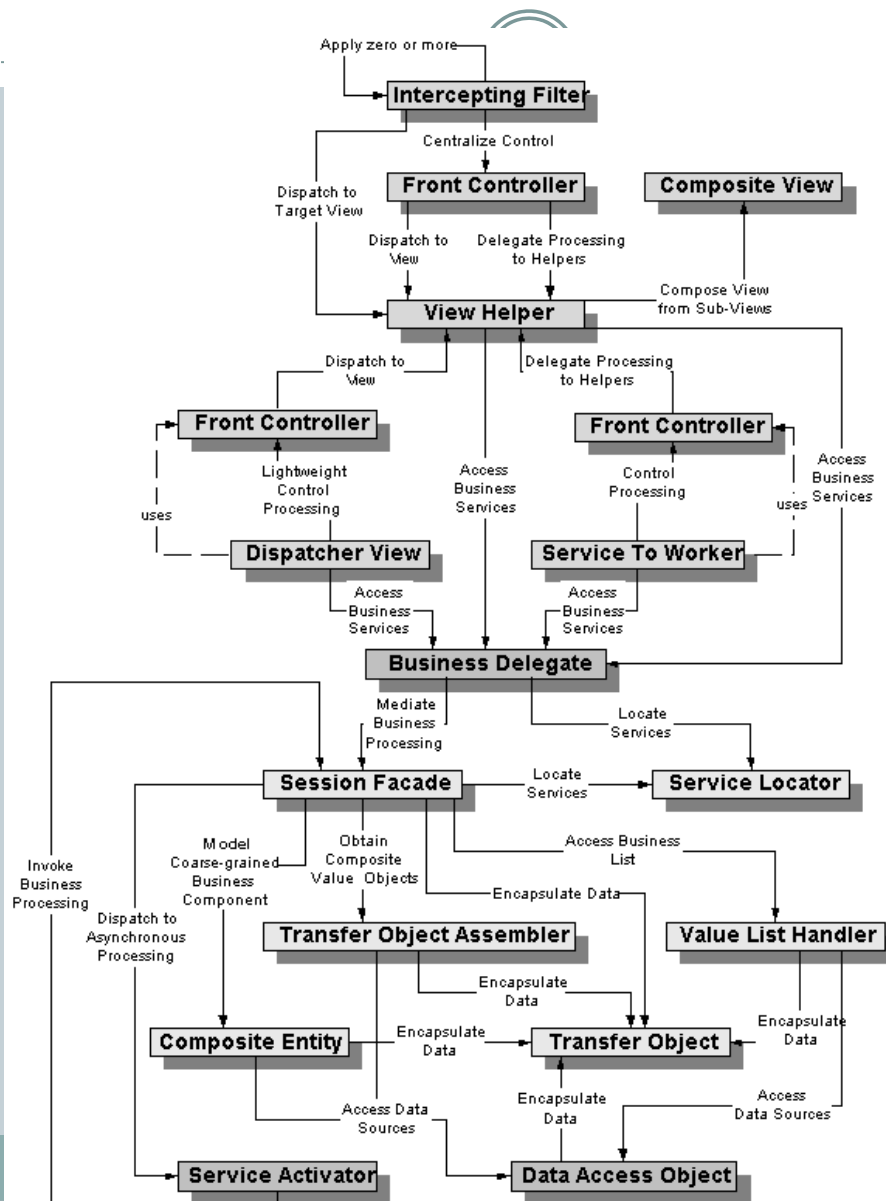 Apply zero or more
Intercepting Filter
Centralize Control
Dispatch to
Target View
Front Controller
Composite View
Dispatch to
View
Delegate Processing
to Helpers
Compose View
from Sub-Views
View Helper
Dispatch to
View
Delegate Processing
to Helpers
Front Controller
Front Controller
Lightweight
Control
Processing
Access
Business
Services
Control
Processing
Access
Business
Services
uses
uses
Dispatcher View
Service To Worker
Access
Business
Services
Access
Business
Services
Business Delegate
Mediate
Business
Processing
Locate
Services
Session Facade
Locate
Services
Service Locator
Invoke
Business
Processing
Model
Coarse-grained
Business
Component
Obtain
Composite
Value Objects
Access Business
List
Encapsulate Data
Dispatch to
Asynchronous
Processing
Transfer Object Assembler
Value List Handler
Encapsulate
Data
Composite Entity
Encapsulate
Data
Transfer Object
Encapsulate
Data
Access Data
Sources
Encapsulate
Data
Access
Data Sources
Service Activator
Data Access Object